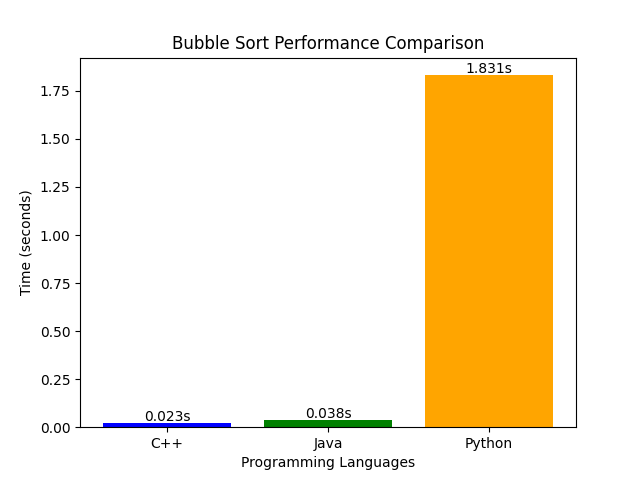 Bubble Sort Performance Comparison
1.831s
1.75
1.50
1.25
1.00
0.75
0.50
0.25
0.00
Time (seconds)
0.023s
0.038s
C++ Java Python
Programming Languages